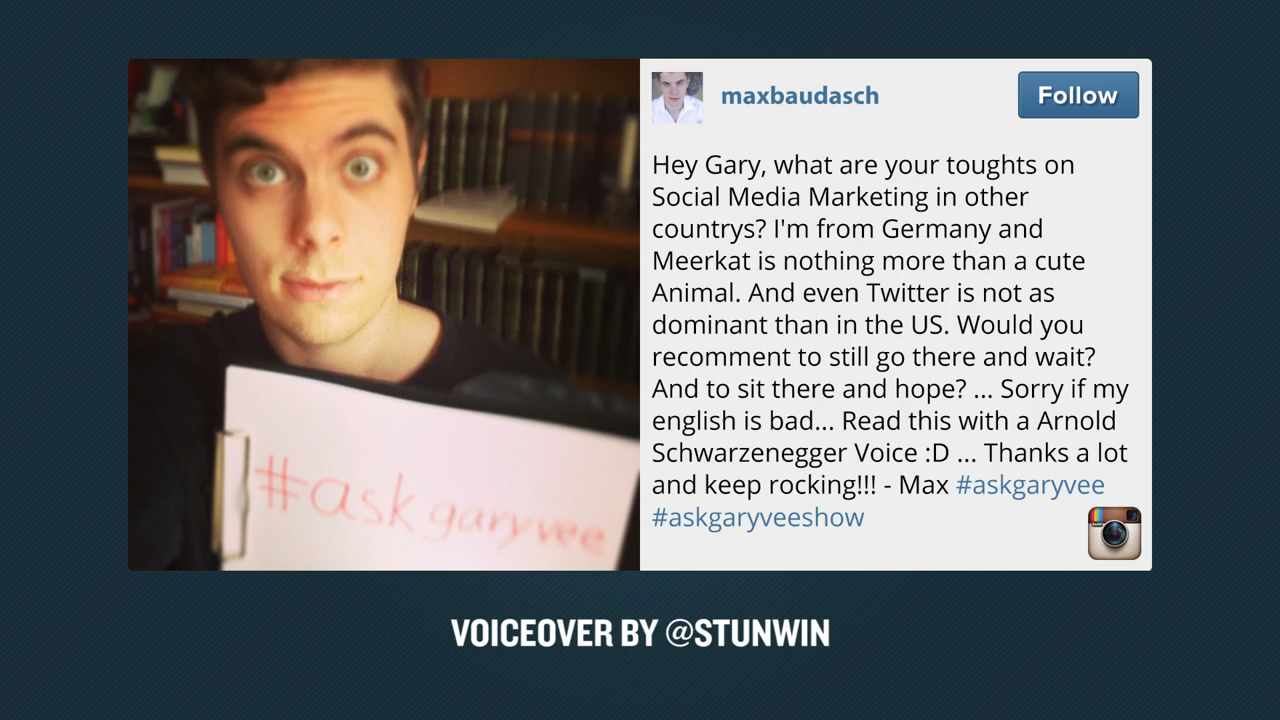 maxbaudasch
Follow
Hey Gary, what are your toughts on
Social Media Marketing in other
countrys? I'm from Germany and
Meerkat is nothing more than a cute
Animal. And even Twitter is not as
dominant than in the US. Would you
recomment to still go there and wait?
And to sit there and hope? ... Sorry if my
english is bad... Read this with a Arnold
Schwarzenegger Voice :D ... Thanks a lot
and keep rocking!!! - Max #askgaryvee
#askgaryveeshow
#askgaryvee
VOICEOVER BY @STUNWIN